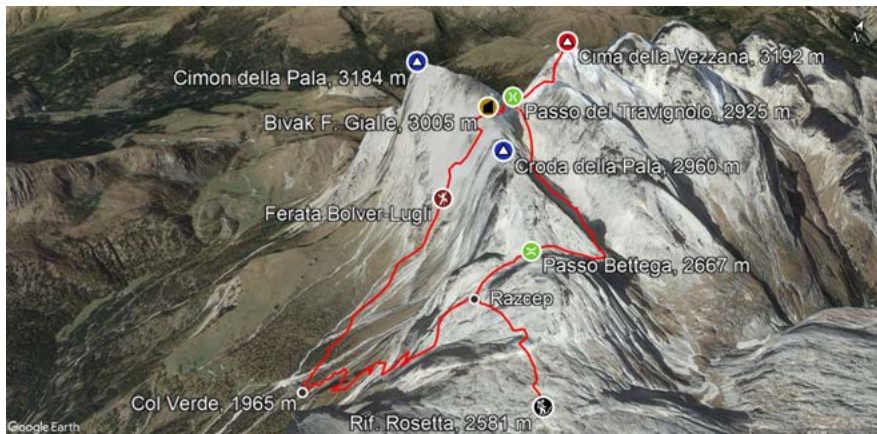 Cima della Vezzana, 3192 m
Cimon della Pala, 3184 m
Passo del Travignolo, 2925 m
Bivak F. Gialle, 3005 m
Croda della Pala, 2960 m
Ferata Bolver-Lugli
Passo Bettega, 2667 m
Razcep
Col Verde, 1965 m
Rif. Rosetta, 2581 m
Google Earth